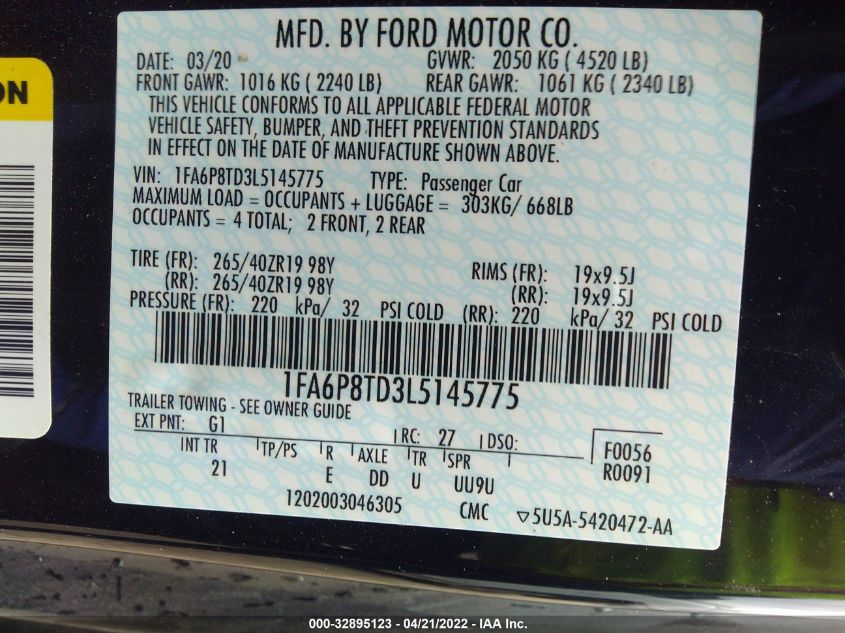 MFD. BY FORD MOTOR CO.
DATE: 03/20 GVWR: 2050 KG ( 4520 LB)
FRONT GAWR: 1016 KG ( 2240 LB) REAR GAWR: 1061 KG ( 2340 LB)
THIS VEHICLE CONFORMS TO ALL APPLICABLE FEDERAL MOTOR
VEHICLE SAFETY, BUMPER, AND THEFT PREVENTION STANDARDS
IN EFFECT ON THE DATE OF MANUFACTURE SHOWN ABOVE.
VIN: 1FA6P8TD3L5145775 TYPE: Passenger Car
MAXIMUM LOAD = OCCUPANTS + LUGGAGE = 303KG/ 668LB
OCCUPANTS = 4 TOTAL; 2 FRONT, 2 REAR
TIRE (FR): 265/40ZR19 98Y RIMS (FR): 19x9.5J
(RR): 265/40ZR19 98Y (RR): 19x9.5J
PRESSURE (FR): 220 kPa/ 32 PSI COLD (RR): 220 kPa/ 32 PSI COLD
1FA6P8TD3L5145775
TRAILER TOWING - SEE OWNER GUIDE
EXT PNT: G1 RC: 27 DSO: F0056
INT TR TP/PS R AXLE TR SPR R0091
21 E DD U UU9U
1202003046305 CMC ▽5U5A-5420472-AA
ON
000-32895123 - 04/21/2022 - IAA Inc.